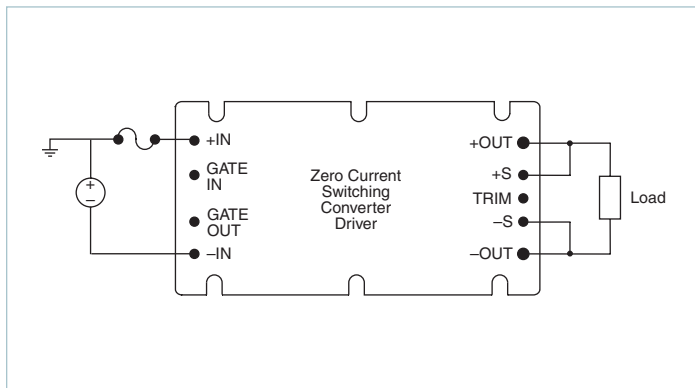 +IN
GATE
IN
GATE
OUT
–IN
Zero Current
Switching
Converter
Driver
+OUT
+S
TRIM
–S
–OUT
Load
+
–